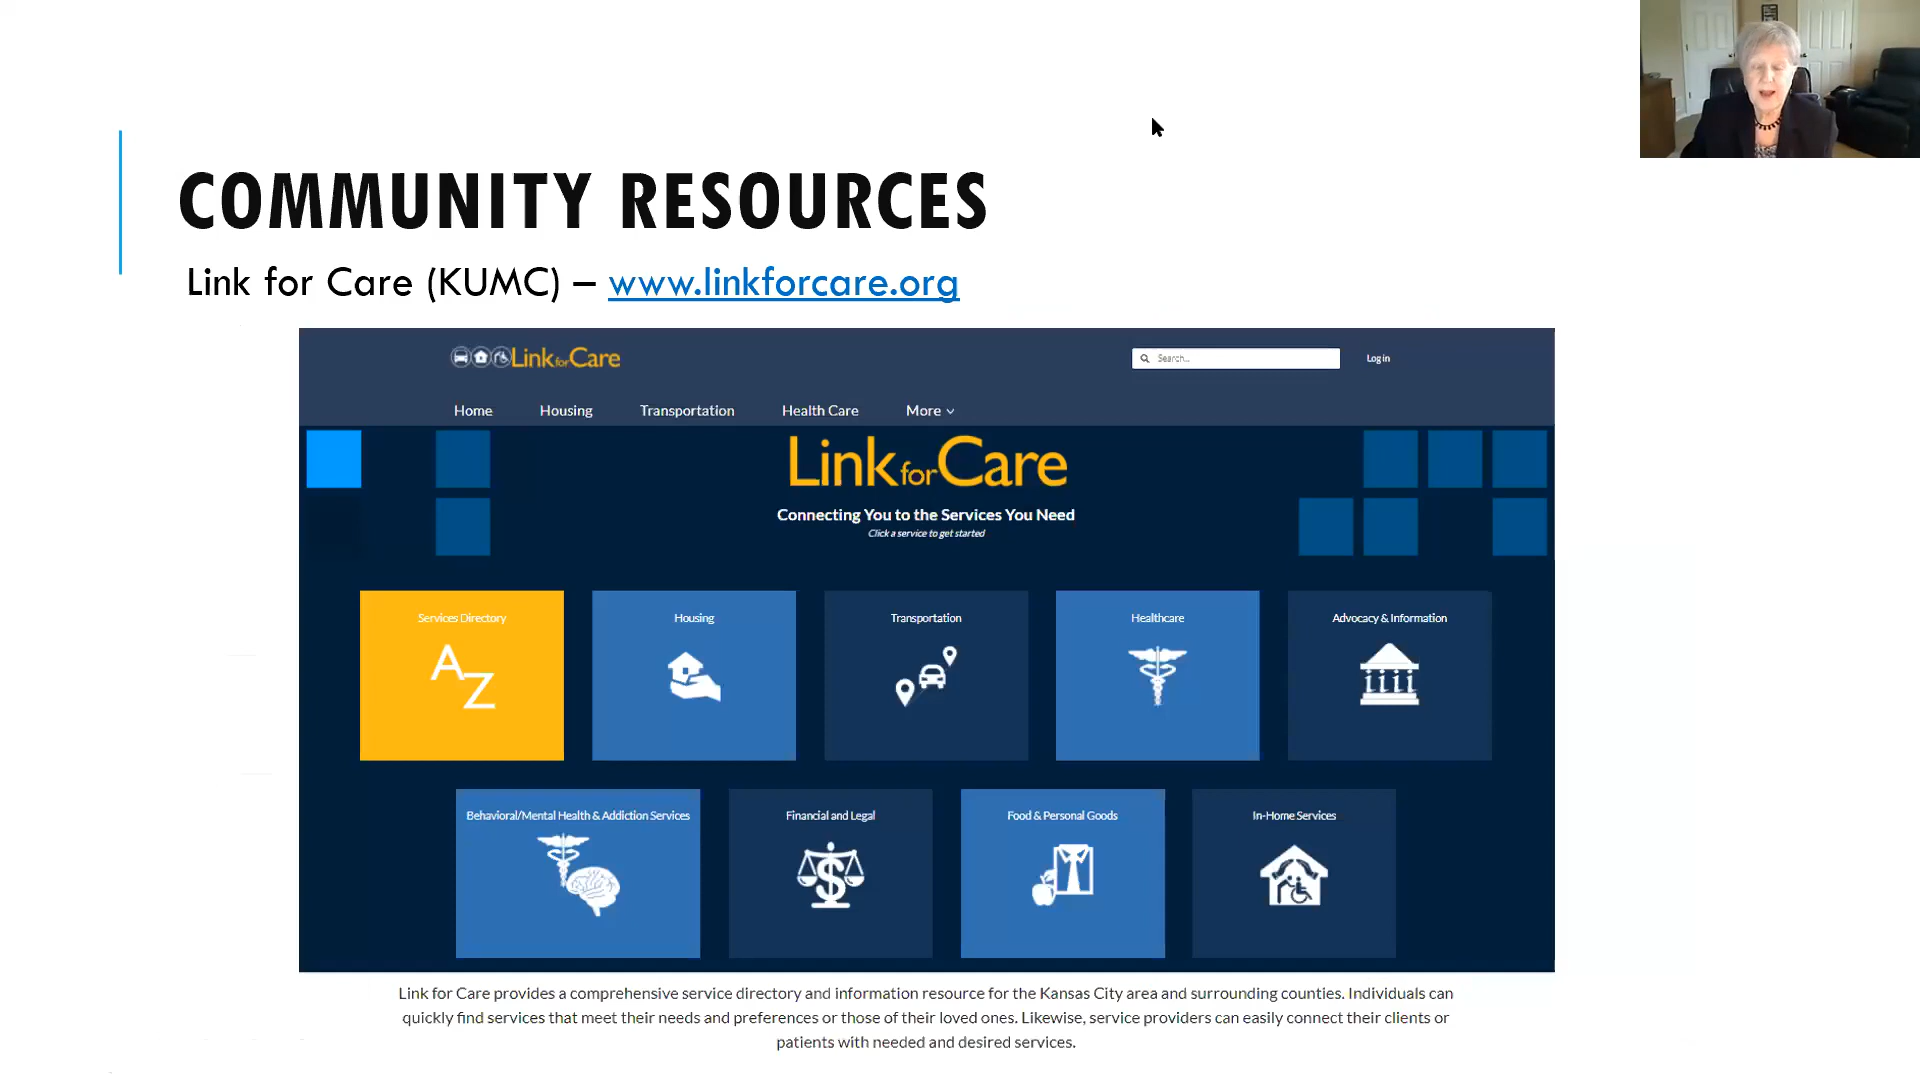 COMMUNITY RESOURCES
Link for Care (KUMC) – www.linkforcare.org
Link for Care
Search...
Log in
Home
Housing
Transportation
Health Care
More
Link for Care
Connecting You to the Services You Need
Click a service to get started
Services Directory
Housing
Transportation
Healthcare
Advocacy & Information
A
Z
Behavioral/Mental Health & Addiction Services
Financial and Legal
Food & Personal Goods
In-Home Services
$
Link for Care provides a comprehensive service directory and information resource for the Kansas City area and surrounding counties. Individuals can
quickly find services that meet their needs and preferences or those of their loved ones. Likewise, service providers can easily connect their clients or
patients with needed and desired services.